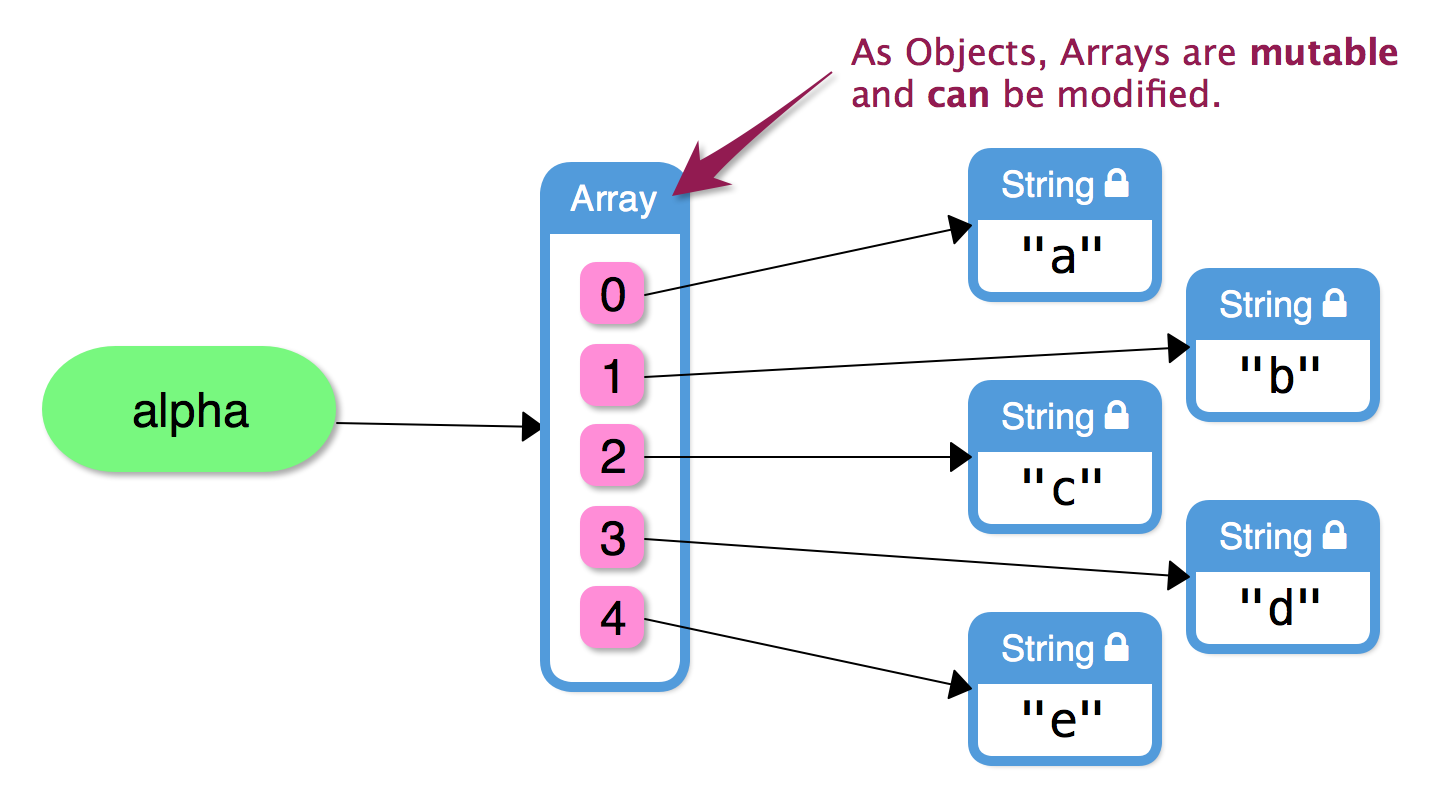 As Objects, Arrays are mutable
and can be modified.
Array
0
1
2
3
4
alpha
String
"a"
String
"b"
String
"c"
String
"d"
String
"e"